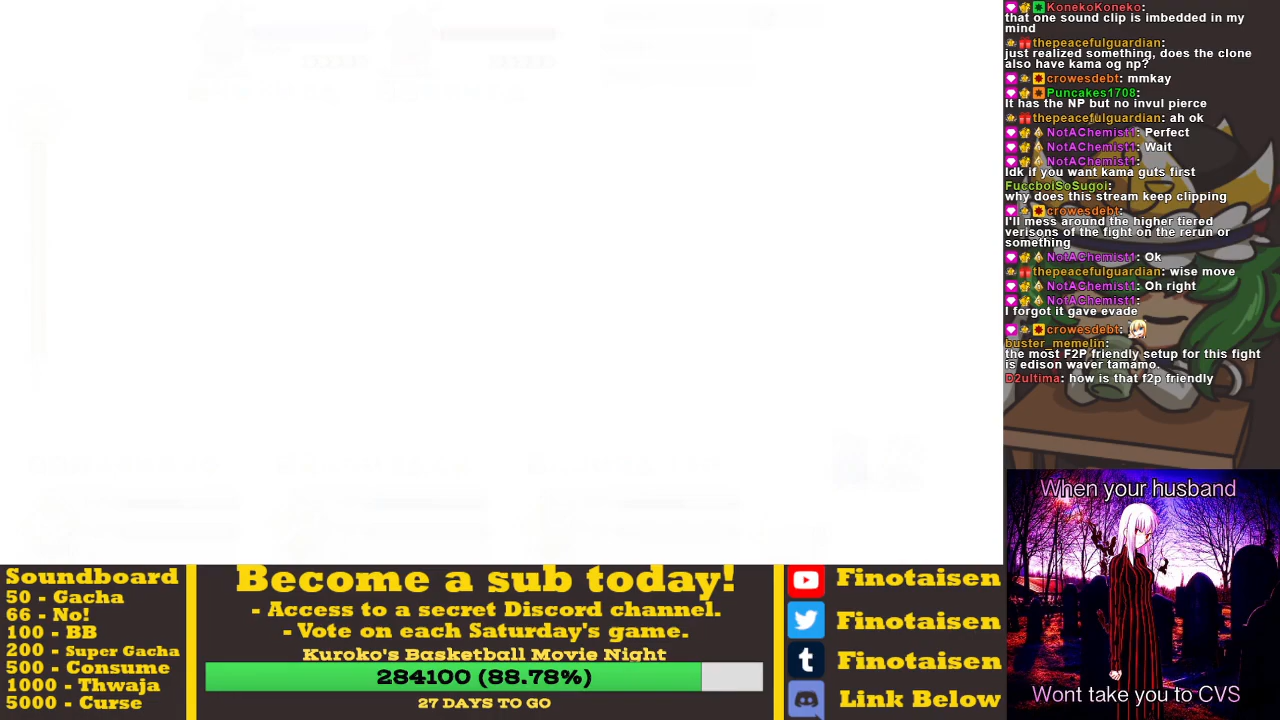 KonekoKoneko:
that one sound clip is imbedded in my
mind
thepeacefulguardian:
just realized something, does the clone
also have kama og np?
crowesdebt: mmkay
Puncakes1708:
It has the NP but no invul pierce
thepeacefulguardian: ah ok
NotAChemist1: Perfect
NotAChemist1: Wait
NotAChemist1:
Idk if you want kama guts first
FuccboiSoSugoi:
why does this stream keep clipping
crowesdebt:
I'll mess around the higher tiered
verisons of the fight on the rerun or
something
NotAChemist1: Ok
thepeacefulguardian: wise move
NotAChemist1: Oh right
NotAChemist1:
I forgot it gave evade
crowesdebt:
buster_memelin:
the most F2P friendly setup for this fight
is edison waver tamamo.
D2ultima: how is that f2p friendly
When your husband
Wont take you to CVS
Soundboard
50 - Gacha
66 - No!
100 - BB
200 - Super Gacha
500 - Consume
1000 - Thwaja
5000 - Curse
Become a sub today!
- Access to a secret Discord channel.
- Vote on each Saturday's game.
Kuroko's Basketball Movie Night
284100 (88.78%)
27 DAYS TO GO
Finotaisen
Finotaisen
Finotaisen
Link Below